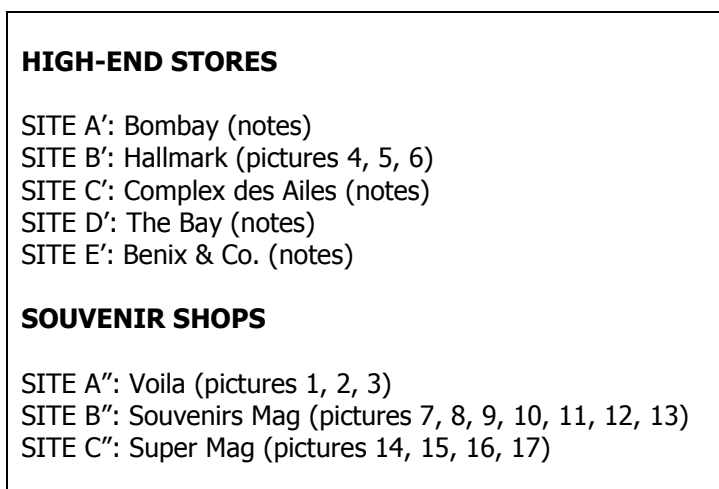 HIGH-END STORES
SITE A′: Bombay (notes)
SITE B′: Hallmark (pictures 4, 5, 6)
SITE C′: Complex des Ailes (notes)
SITE D′: The Bay (notes)
SITE E′: Benix & Co. (notes)
SOUVENIR SHOPS
SITE A″: Voila (pictures 1, 2, 3)
SITE B″: Souvenirs Mag (pictures 7, 8, 9, 10, 11, 12, 13)
SITE C″: Super Mag (pictures 14, 15, 16, 17)